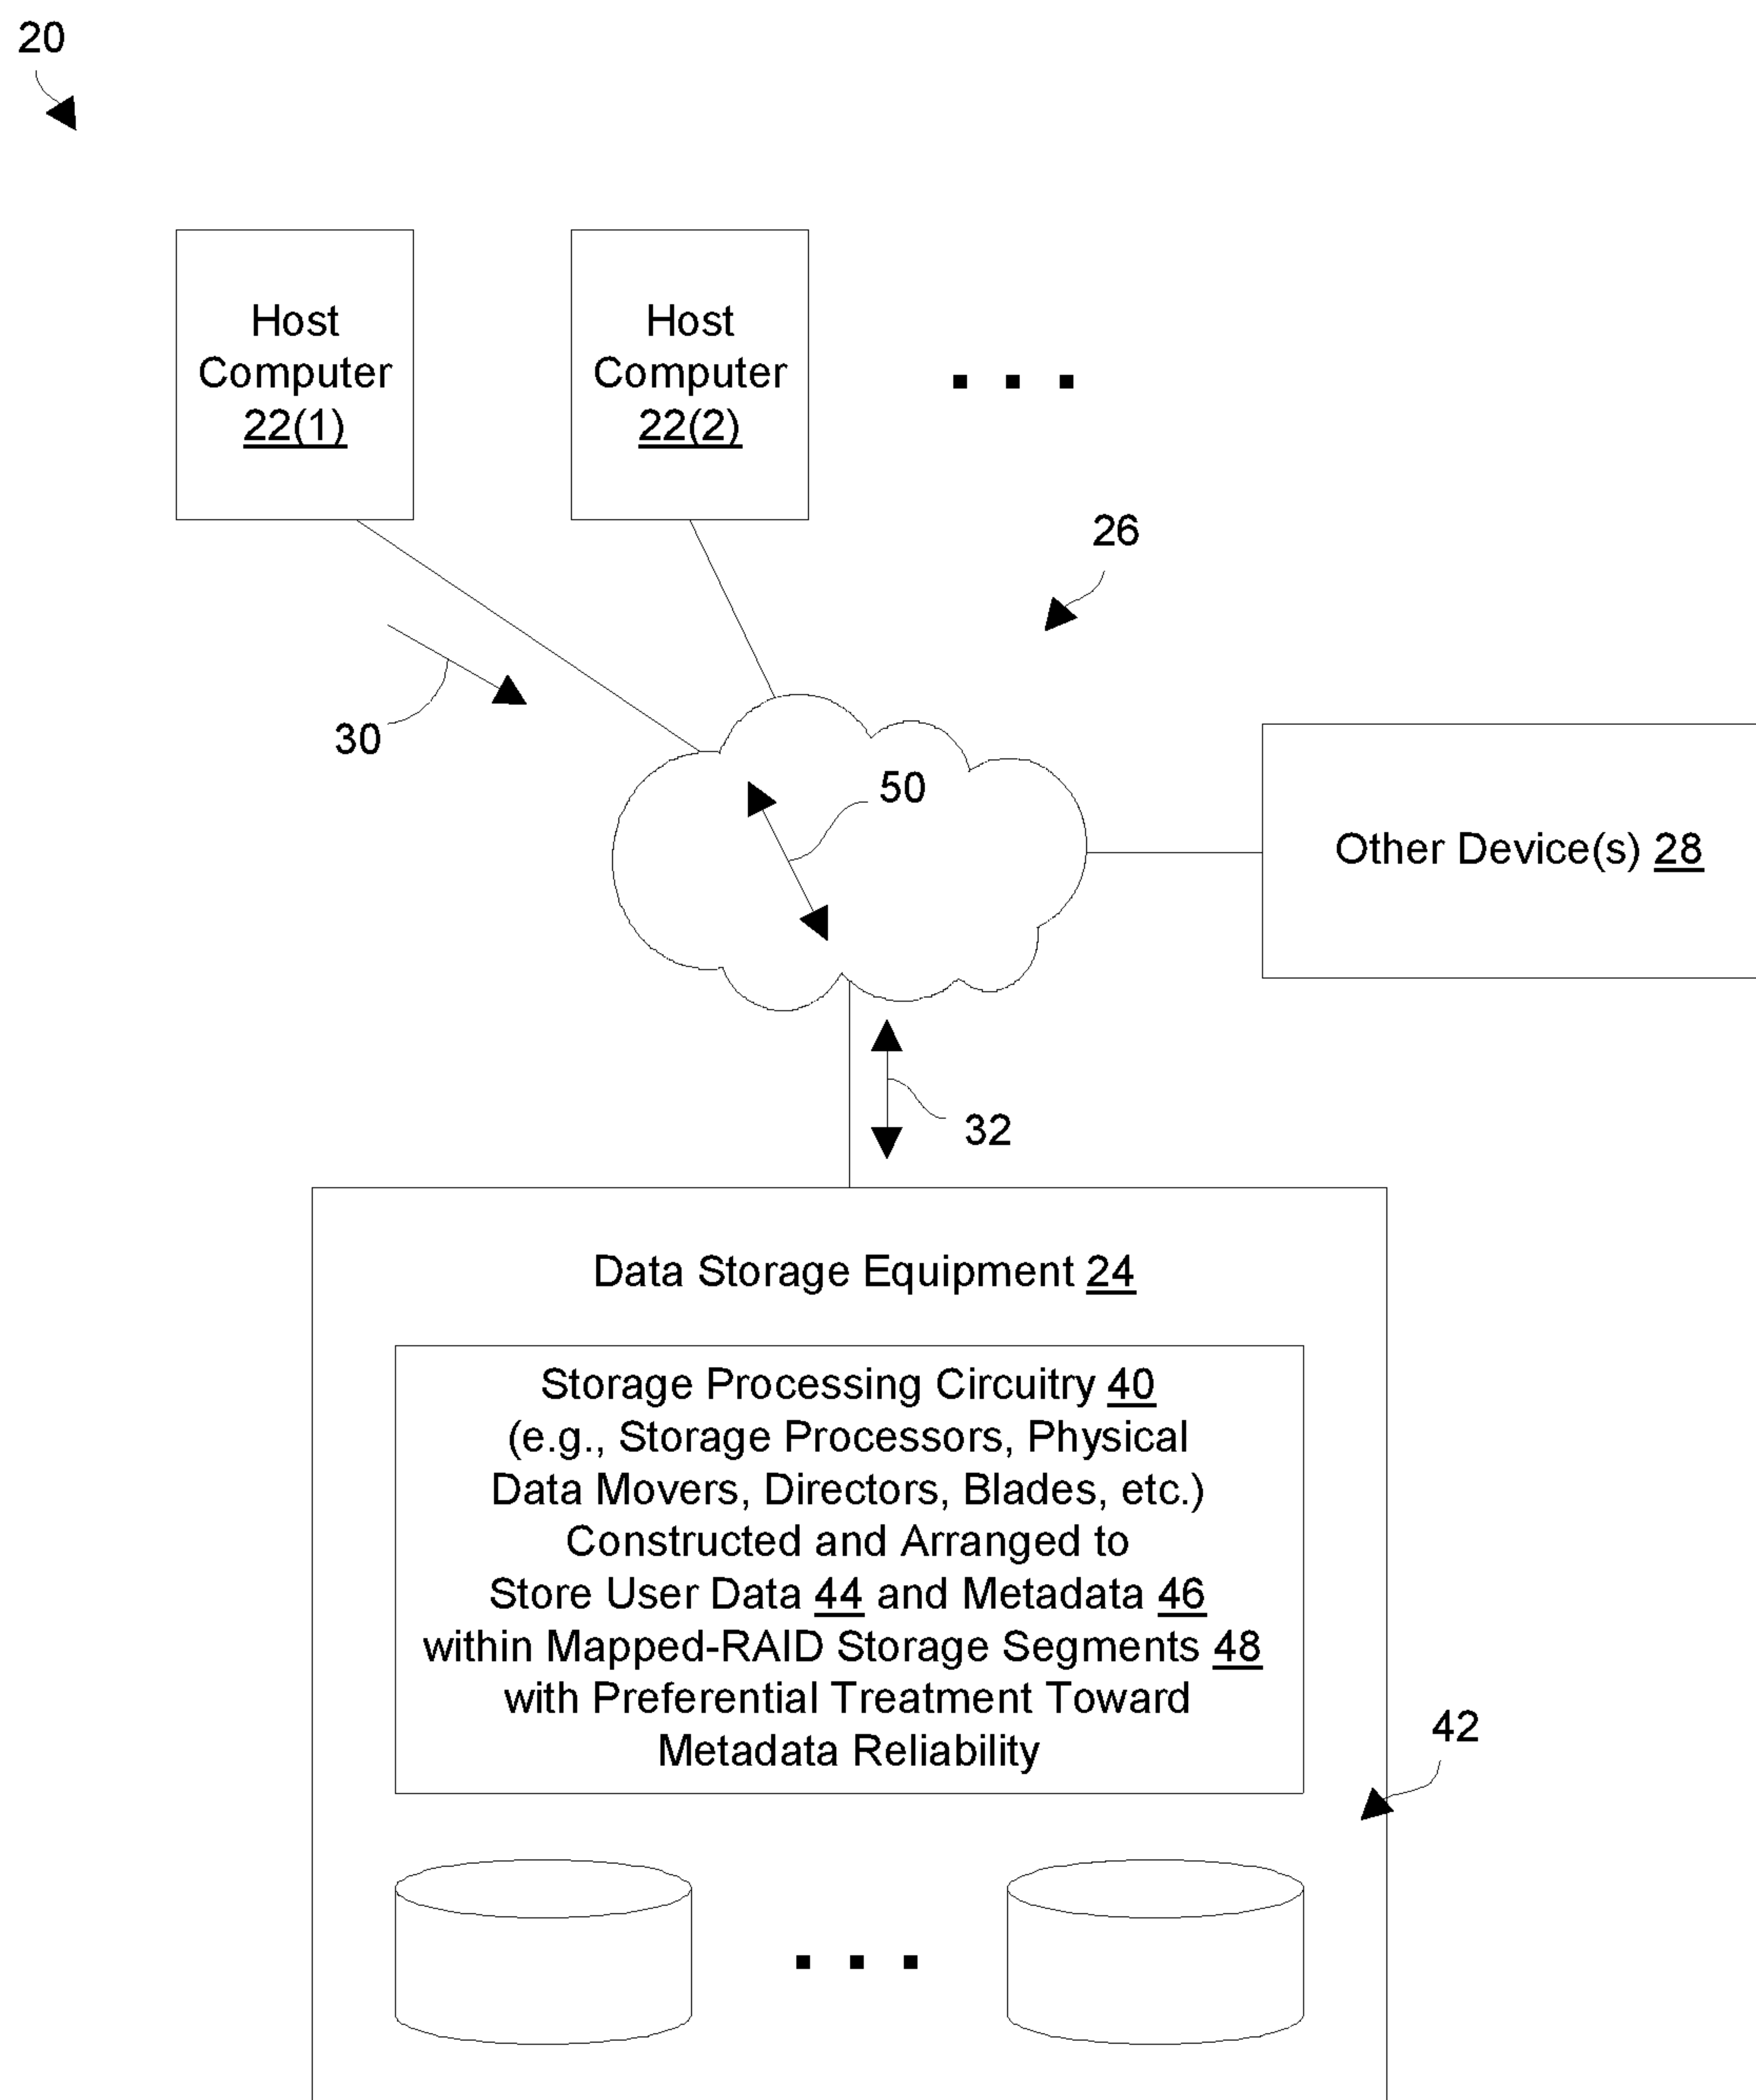 20
Host
Computer
22(1)
Host
Computer
22(2)
. . .
26
30
50
Other Device(s) 28
32
Data Storage Equipment 24
Storage Processing Circuitry 40
(e.g., Storage Processors, Physical
Data Movers, Directors, Blades, etc.)
Constructed and Arranged to
Store User Data 44 and Metadata 46
within Mapped-RAID Storage Segments 48
with Preferential Treatment Toward
Metadata Reliability
42
. . .